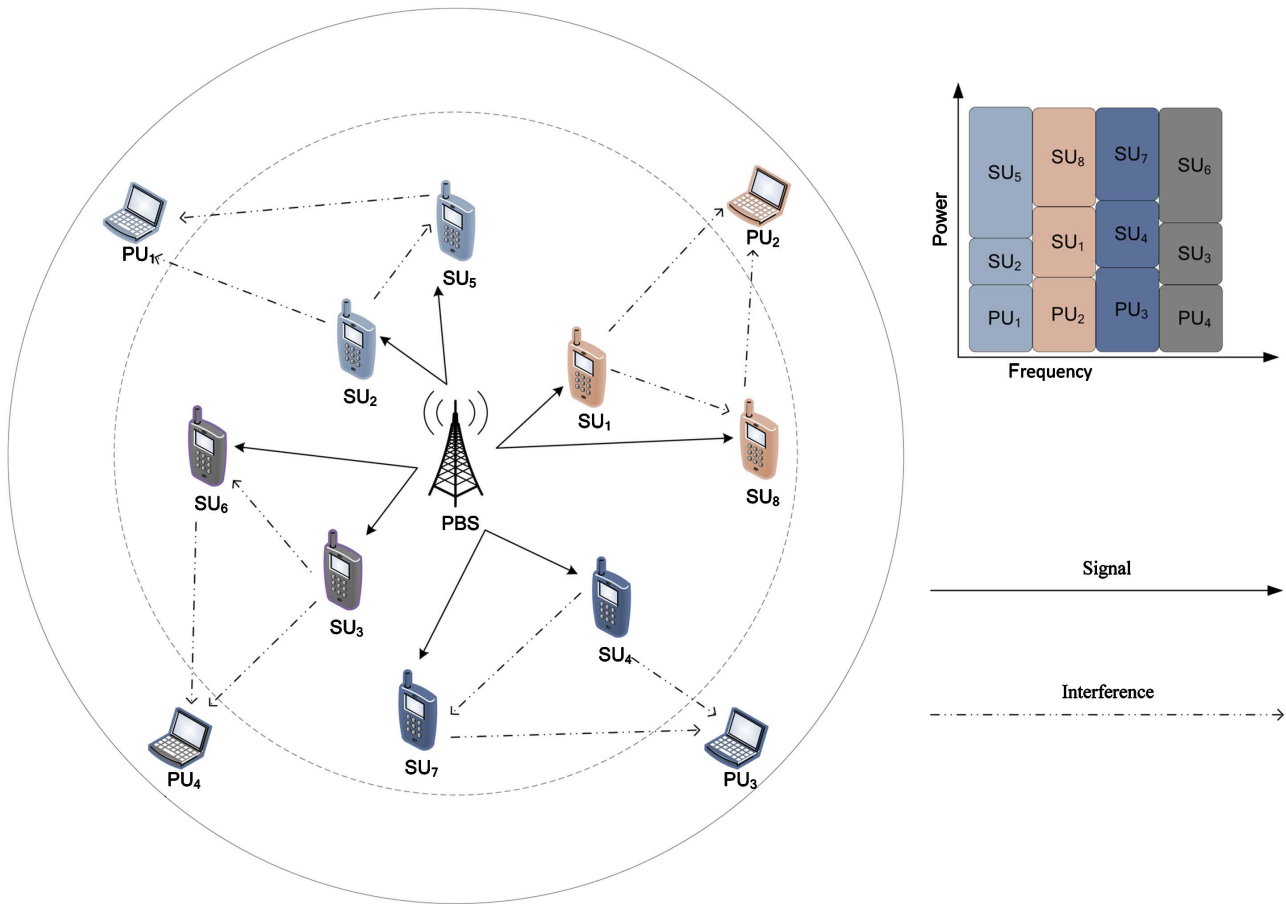 PU₁
SU₅
PU₂
SU₂
SU₁
SU₆
SU₈
PBS
SU₃
SU₄
SU₇
PU₄
PU₃
Power
SU₅
SU₈
SU₇
SU₆
SU₂
SU₁
SU₄
SU₃
PU₁
PU₂
PU₃
PU₄
Frequency
Signal
Interference